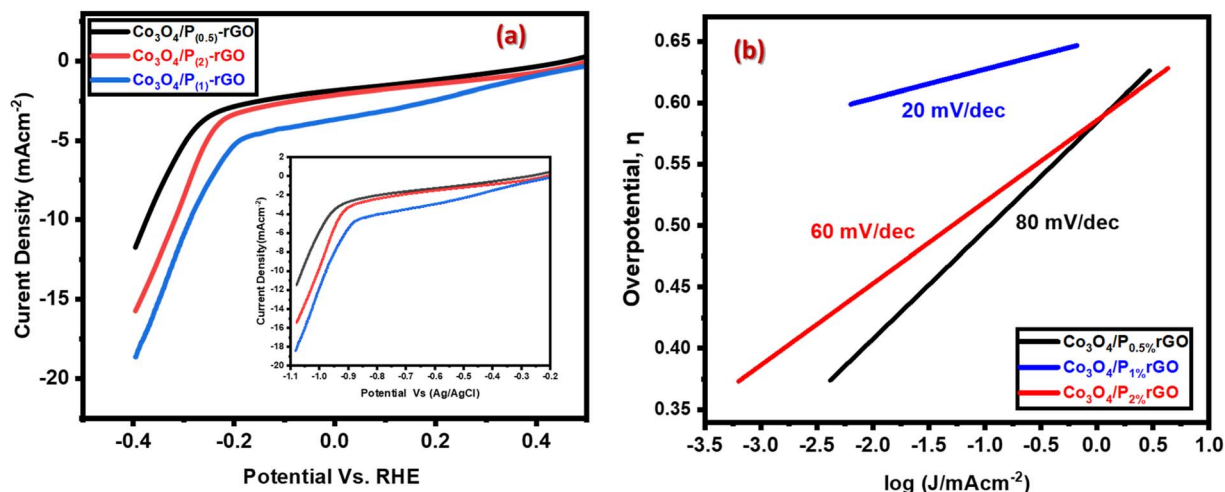 (a)
Co₃O₄/P₍₀.₅₎-rGO
Co₃O₄/P₍₂₎-rGO
Co₃O₄/P₍₁₎-rGO
Curent Density (mAcm⁻²)
0
-5
-10
-15
-20
-0.4
-0.2
0.0
0.2
0.4
Potential Vs. RHE
Current Density(mAcm⁻²)
2
0
-2
-4
-6
-8
-10
-12
-14
-16
-18
-20
-1.1
-1.0
-0.9
-0.8
-0.7
-0.6
-0.5
-0.4
-0.3
-0.2
Potential Vs (Ag/AgCl)
(b)
Overpotential, η
0.65
0.60
0.55
0.50
0.45
0.40
0.35
20 mV/dec
60 mV/dec
80 mV/dec
Co₃O₄/P₀.₅%rGO
Co₃O₄/P₁%rGO
Co₃O₄/P₂%rGO
-3.5
-3.0
-2.5
-2.0
-1.5
-1.0
-0.5
0.0
0.5
1.0
log (J/mAcm⁻²)